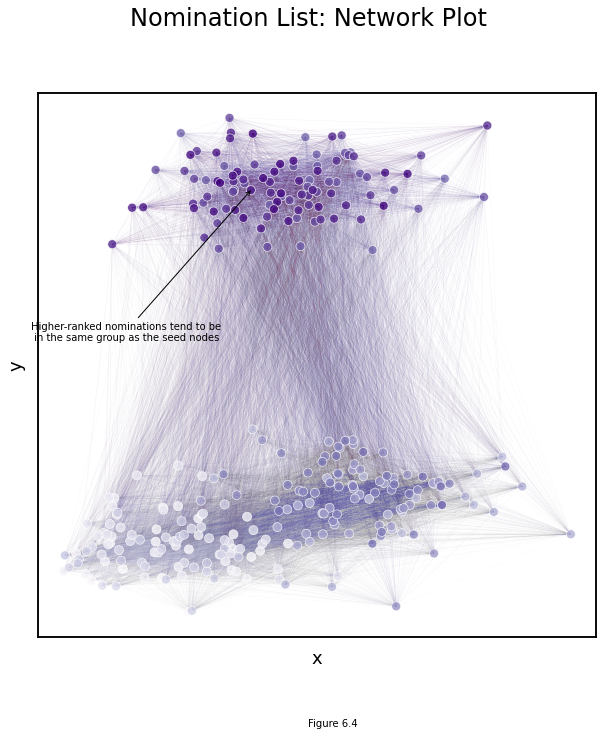 Nomination List: Network Plot
Higher-ranked nominations tend to be
in the same group as the seed nodes
y
x
Figure 6.4